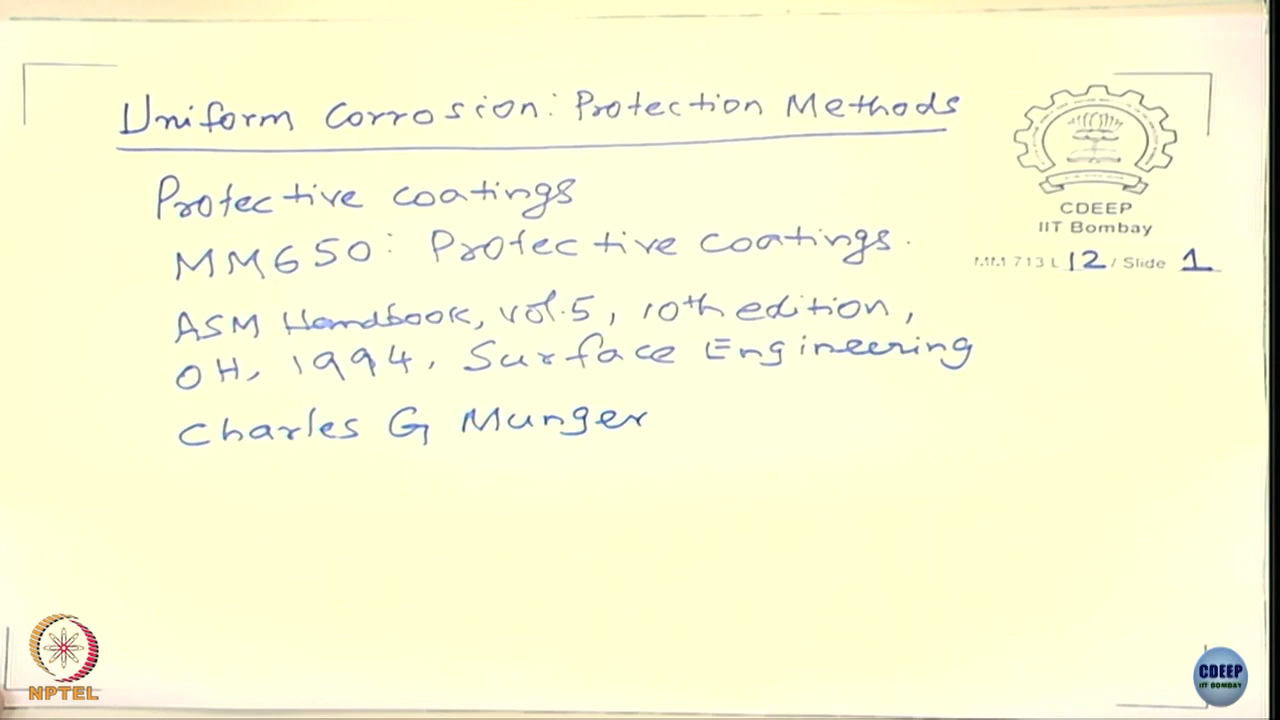 Uniform Corrosion: Protection Methods
Protective coatings
MM650: Protective coatings.
ASM Handbook, vol.5, 10th edition,
OH, 1994, Surface Engineering
Charles G Munger
CDEEP
IIT Bombay
MM 713 L 12 / Slide 1
NPTEL
CDEEP
IIT BOMBAY